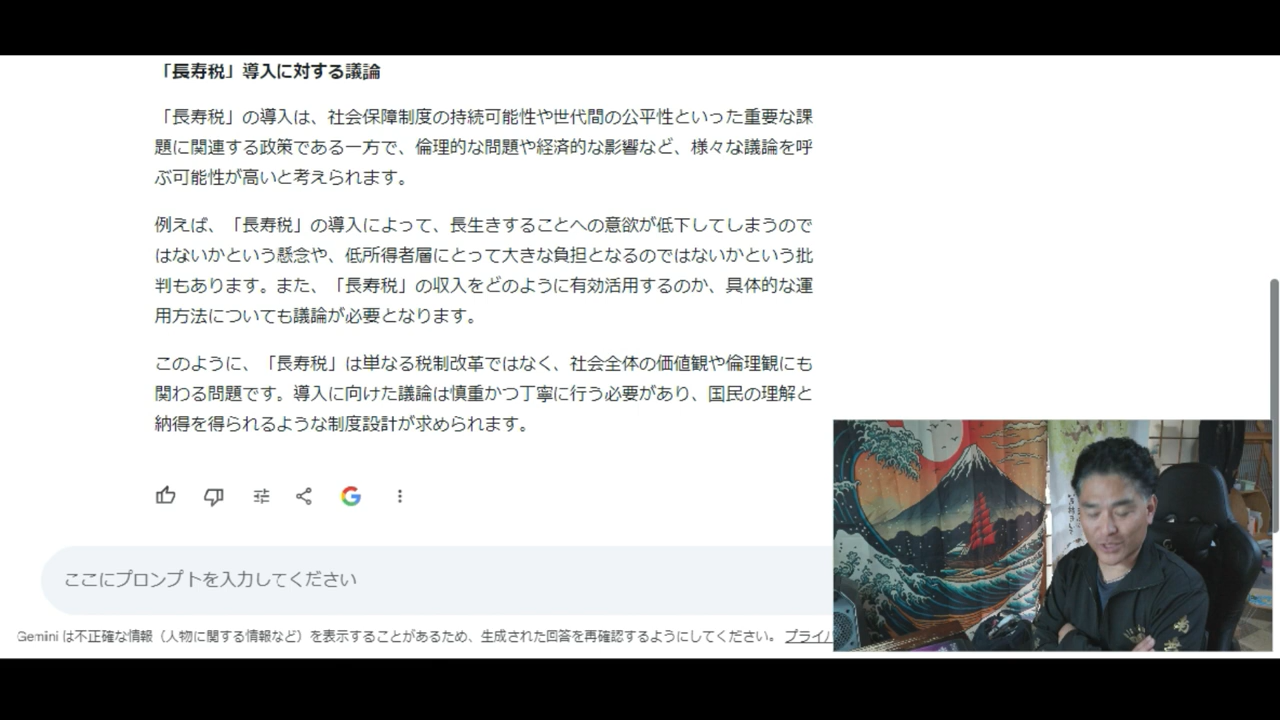 「長寿税」導入に対する議論
「長寿税」の導入は、社会保障制度の持続可能性や世代間の公平性といった重要な課
題に関連する政策である一方で、倫理的な問題や経済的な影響など、様々な議論を呼
ぶ可能性が高いと考えられます。
例えば、「長寿税」の導入によって、長生きすることへの意欲が低下してしまうので
はないかという懸念や、低所得者層にとって大きな負担となるのではないかという批
判もあります。また、「長寿税」の収入をどのように有効活用するのか、具体的な運
用方法についても議論が必要となります。
このように、「長寿税」は単なる税制改革ではなく、社会全体の価値観や倫理観にも
関わる問題です。導入に向けた議論は慎重かつ丁寧に行う必要があり、国民の理解と
納得を得られるような制度設計が求められます。
ここにプロンプトを入力してください
Gemini は不正確な情報（人物に関する情報など）を表示することがあるため、生成された回答を再確認するようにしてください。 プライ